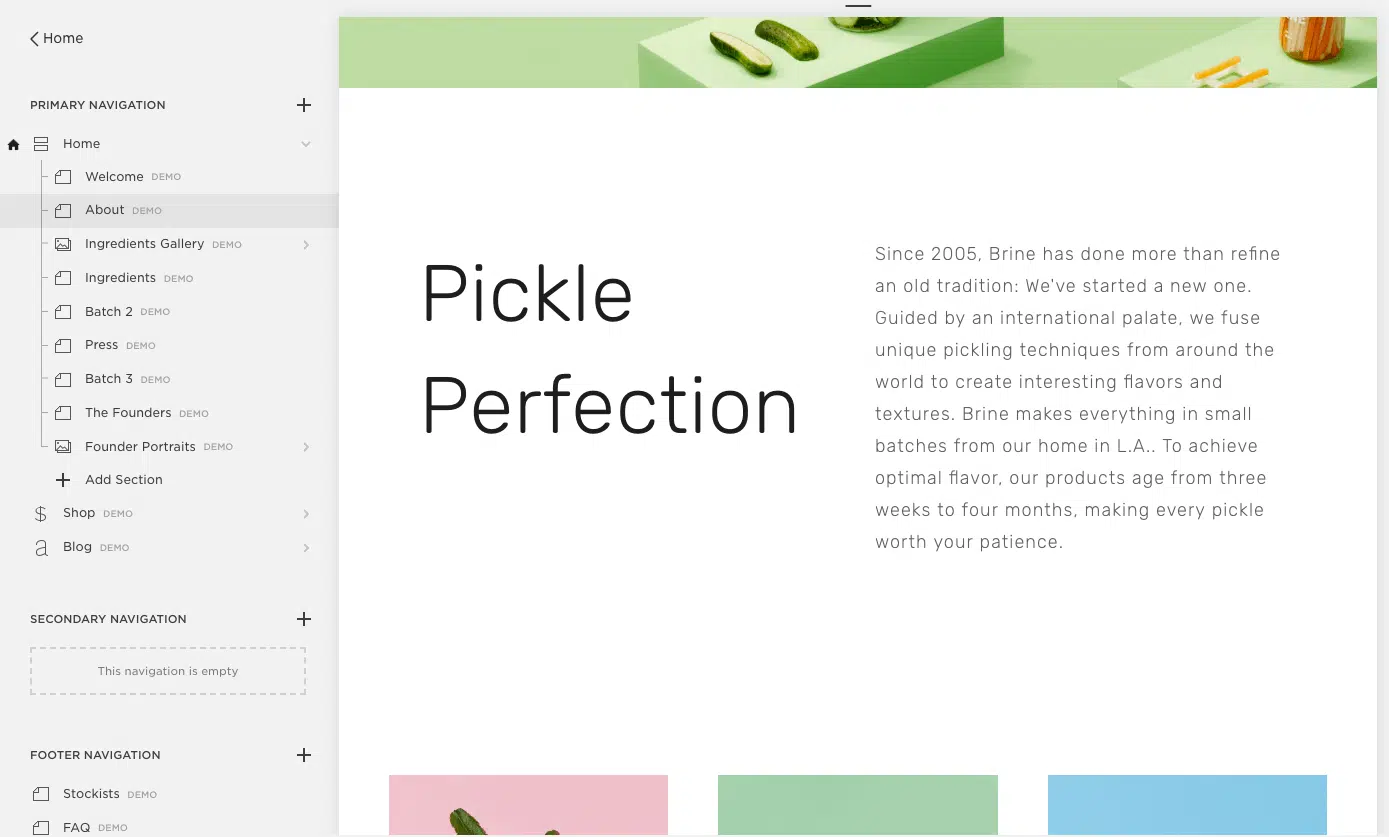 Home
PRIMARY NAVIGATION
Home
Welcome DEMO
About DEMO
Ingredients Gallery DEMO
Ingredients DEMO
Batch 2 DEMO
Press DEMO
Batch 3 DEMO
The Founders DEMO
Founder Portraits DEMO
Add Section
Shop DEMO
Blog DEMO
SECONDARY NAVIGATION
This navigation is empty
FOOTER NAVIGATION
Stockists DEMO
FAQ DEMO
Pickle
Perfection
Since 2005, Brine has done more than refine
an old tradition: We've started a new one.
Guided by an international palate, we fuse
unique pickling techniques from around the
world to create interesting flavors and
textures. Brine makes everything in small
batches from our home in L.A.. To achieve
optimal flavor, our products age from three
weeks to four months, making every pickle
worth your patience.